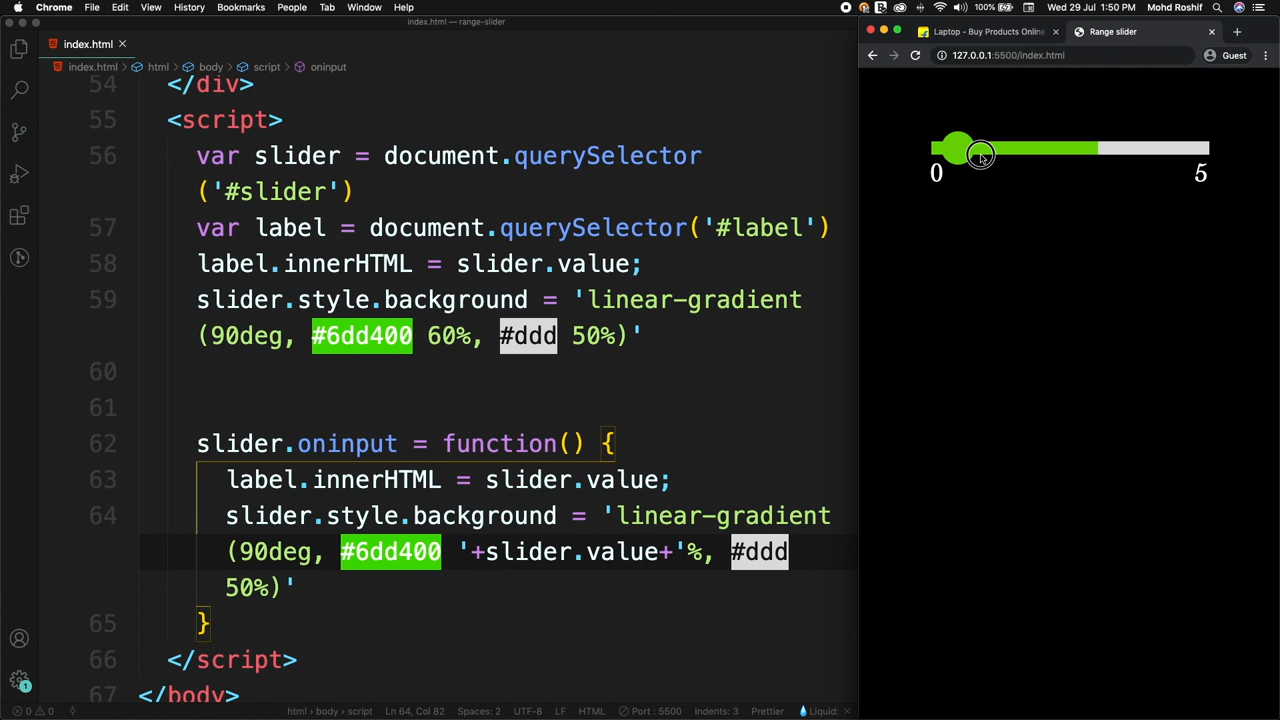 Chrome File Edit View History Bookmarks People Tab Window Help 100% Wed 29 Jul 1:50 PM Mohd Roshif
index.html — range-slider
index.html
index.html > html > body > script > oninput
54 </div>
55 <script>
56 var slider = document.querySelector
('#slider')
57 var label = document.querySelector('#label')
58 label.innerHTML = slider.value;
59 slider.style.background = 'linear-gradient
(90deg, #6dd400 60%, #ddd 50%)'
60
61
62 slider.oninput = function() {
63 label.innerHTML = slider.value;
64 slider.style.background = 'linear-gradient
(90deg, #6dd400 '+slider.value+'%, #ddd
50%)'
65 }
66 </script>
67 </body>
1
0 0 html > body > script Ln 64, Col 82 Spaces: 2 UTF-8 LF HTML Port : 5500 Indents: 3 Prettier Liquid:
Laptop - Buy Products Online Range slider
127.0.0.1:5500/index.html Guest
0 5